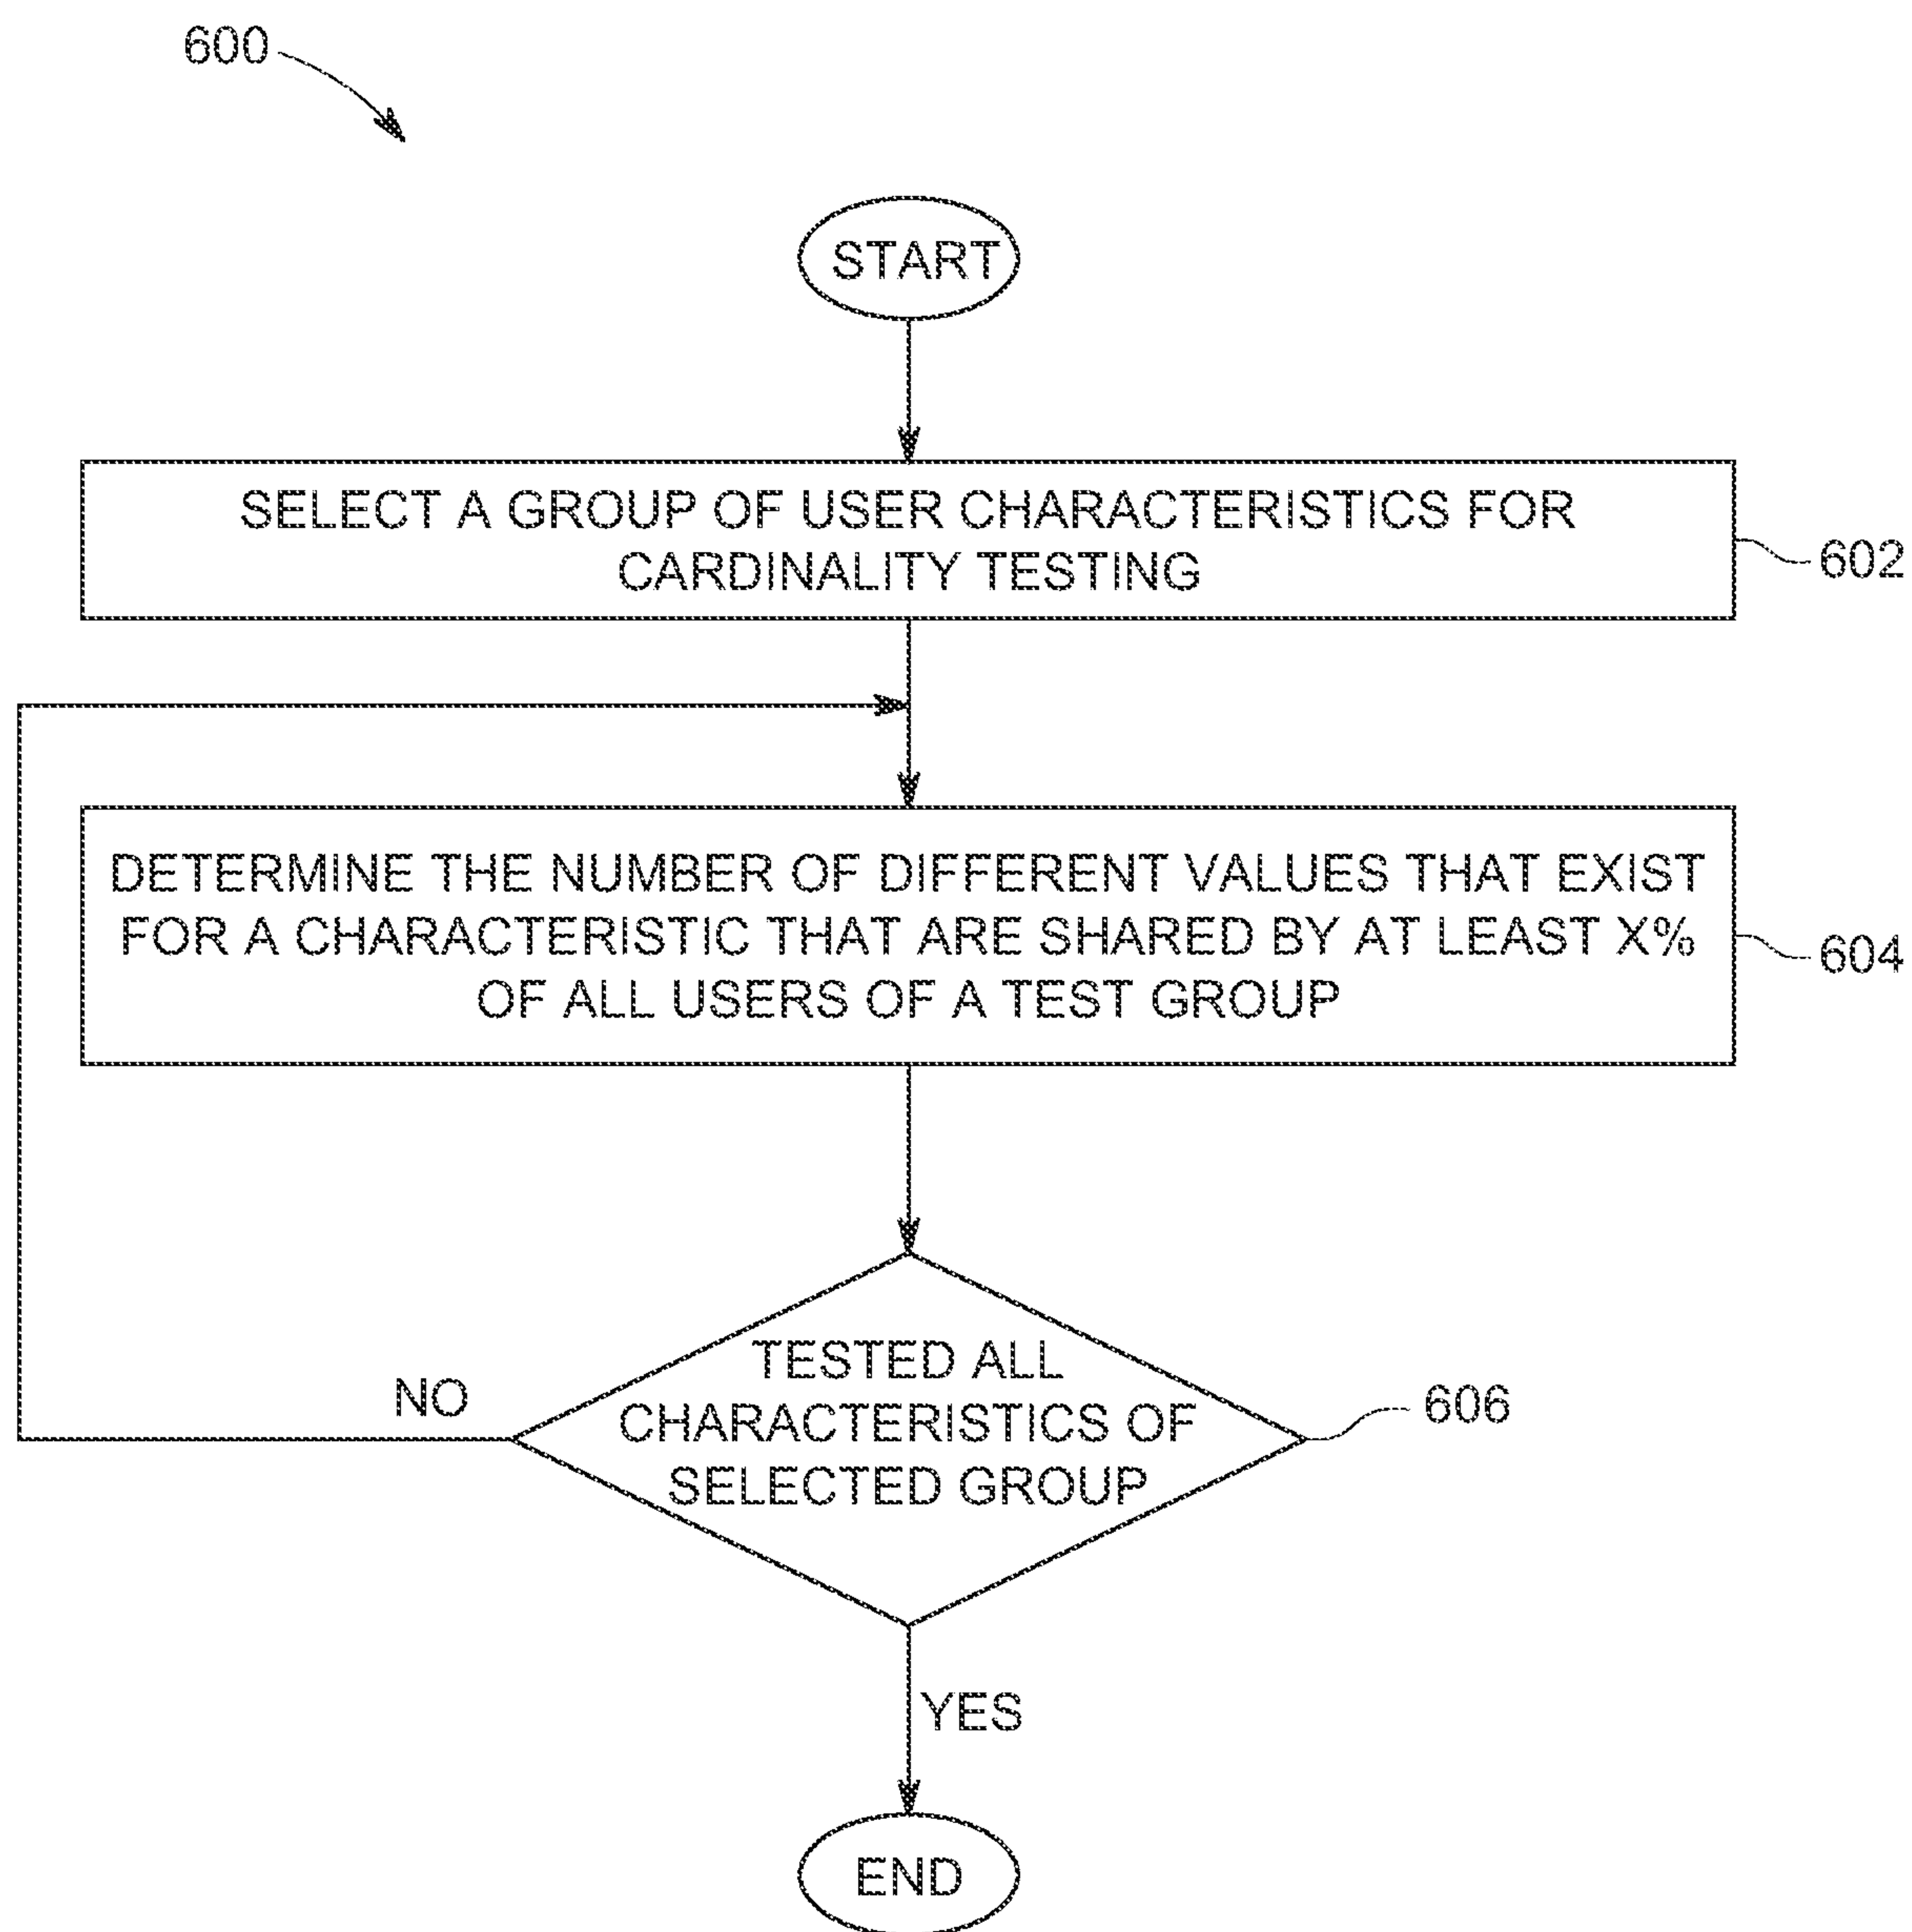 600
START
SELECT A GROUP OF USER CHARACTERISTICS FOR
CARDINALITY TESTING
602
DETERMINE THE NUMBER OF DIFFERENT VALUES THAT EXIST
FOR A CHARACTERISTIC THAT ARE SHARED BY AT LEAST X%
OF ALL USERS OF A TEST GROUP
604
TESTED ALL
CHARACTERISTICS OF
SELECTED GROUP
606
NO
YES
END